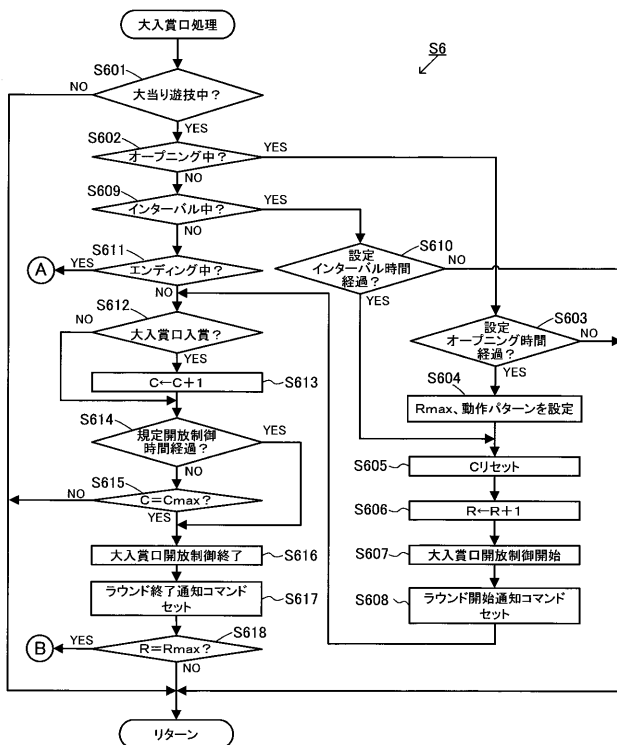 大入賞口処理
S6
S601
大当り遊技中?
NO
YES
S602
オープニング中?
YES
NO
S609
インターバル中?
YES
NO
S610
設定
インターバル時間
経過?
NO
YES
S611
エンディング中?
YES
A
NO
S603
設定
オープニング時間
経過?
NO
YES
S612
大入賞口入賞?
NO
YES
S613
C←C+1
S604
Rmax、動作パターンを設定
S614
規定開放制御
時間経過?
YES
NO
S605
Cリセット
S615
C=Cmax?
NO
YES
S606
R←R+1
S616
大入賞口開放制御終了
S607
大入賞口開放制御開始
S617
ラウンド終了通知コマンド
セット
S608
ラウンド開始通知コマンド
セット
S618
R=Rmax?
YES
B
NO
リターン